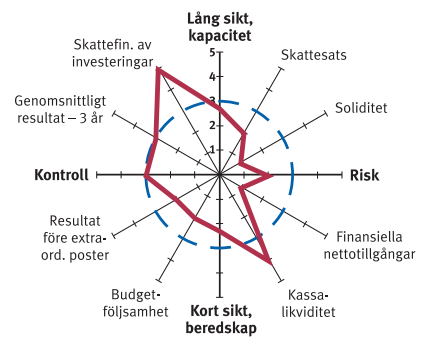 Lång sikt,
kapacitet
Skattefin. av
investeringar
Skattesats
5
4
3
2
1
Genomsnittligt
resultat – 3 år
Soliditet
Kontroll
Risk
Resultat
före extra-
ord. poster
Finansiella
nettotillgångar
Budget-
följsamhet
Kort sikt,
beredskap
Kassa-
likviditet